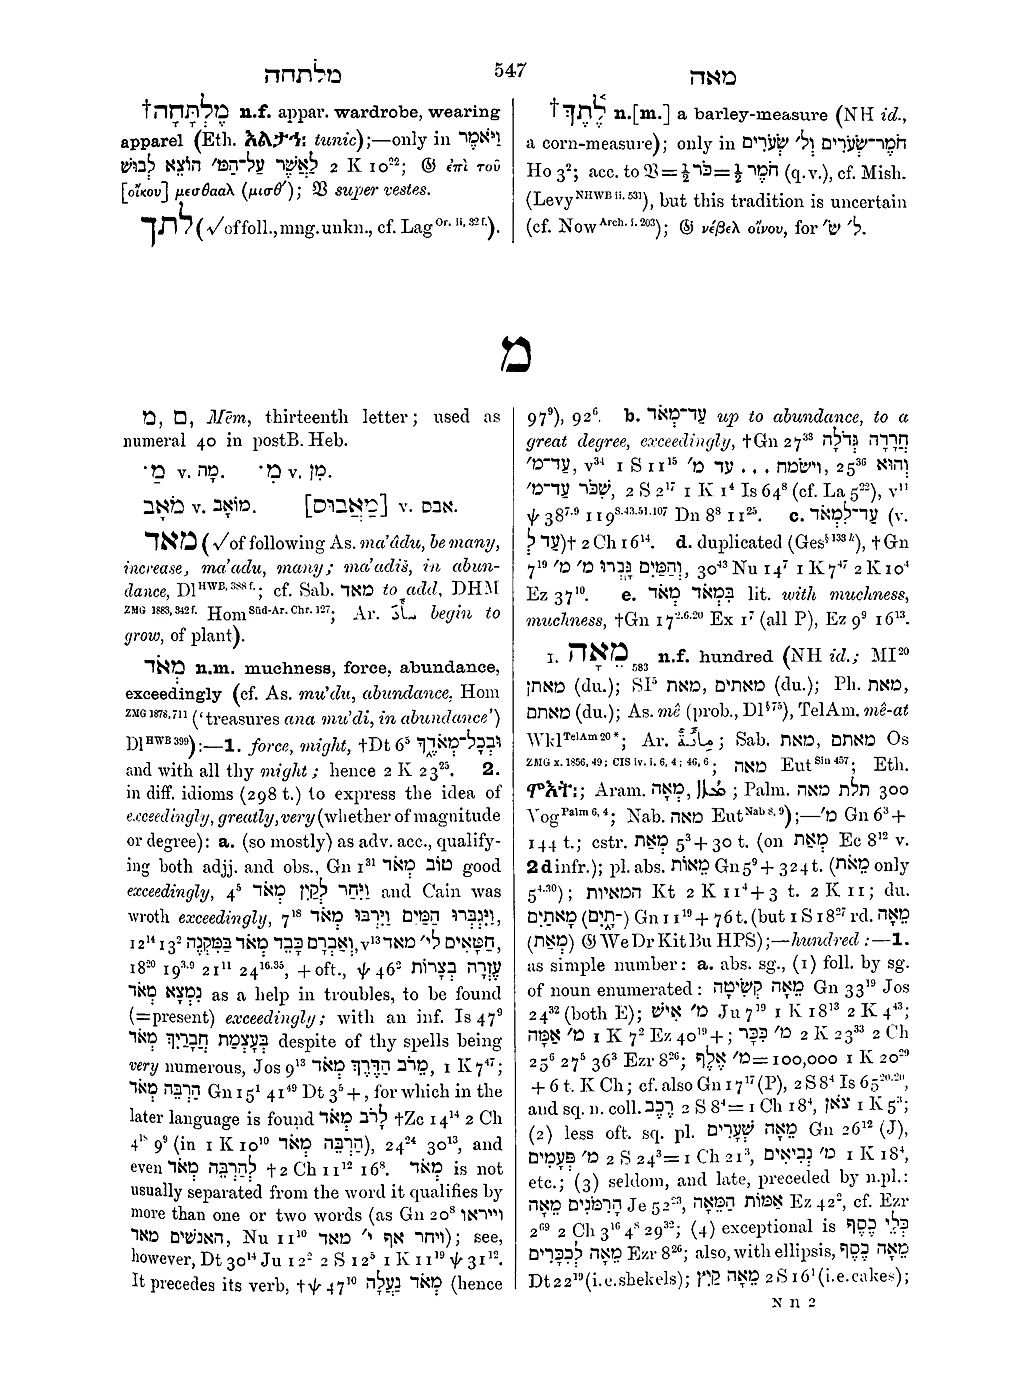 מלתחה
547
מאה
†מֶלְתָּחָה n.f. appar. wardrobe, wearing
apparel (Eth. tunic);—only in וַיֹּאמֶר
לַאֲשֶׁר עַל־הַמּ׳ הוֹצֵא לְבוּשׁ 2 K 10²²; 𝔊 ἐπὶ τοῦ
[οἴκου] μεσθααλ (μισθ´); 𝔙 super vestes.
לתך (√of foll., mng. unkn., cf. Lag Or. ii, 32 f.).
†לֶ֫תֶךְ n.[m.] a barley-measure (NH id.,
a corn-measure); only in חֹמֶר־שְׂעֹרִים וְל׳ שְׂעֹרִים
Ho 3²; acc. to 𝔙=½כֹּר=½ חֹמֶר (q.v.), cf. Mish.
(Levy NHWB ii. 531), but this tradition is uncertain
(cf. Now Arch. i. 203); 𝔊 νέβελ οἴνου, for ל׳ שׂ׳.
מ
מ, ם, Mēm, thirteenth letter; used as
numeral 40 in postB. Heb.
מַ· v. מָה. מִ· v. מִן.
מֹאָב v. מוֹאָב. [מַאֲבוּס] v. אבס.
מאד (√of following As. ma'âdu, be many,
increase, ma'adu, many; ma'adiš, in abun-
dance, Dl HWB, 388 f.; cf. Sab. מאד to add, DHM
ZMG 1883, 342 f. Hom Süd-Ar. Chr. 127; Ar. begin to
grow, of plant).
מְאֹד n.m. muchness, force, abundance,
exceedingly (cf. As. mu'du, abundance, Hom
ZMG 1878, 711 ('treasures ana mu'di, in abundance')
Dl HWB 399):—1. force, might, †Dt 6⁵ וּבְכָל־מְאֹדֶךָ
and with all thy might; hence 2 K 23²⁵. 2.
in diff. idioms (298 t.) to express the idea of
exceedingly, greatly, very (whether of magnitude
or degree): a. (so mostly) as adv. acc., qualify-
ing both adjj. and obs., Gn 1³¹ טוֹב מְאֹד good
exceedingly, 4⁵ וַיִּחַר לְקַיִן מְאֹד and Cain was
wroth exceedingly, 7¹⁸ וַיִּגְבְּרוּ הַמַּיִם וַיִּרְבּוּ מְאֹד,
12¹⁴ 13² וְאַבְרָם כָּבֵד מְאֹד בַּמִּקְנֶה, v¹³ חַטָּאִים לי׳ מאד,
18²⁰ 19³·⁹ 21¹¹ 24¹⁶·³⁵, + oft., ψ 46² עֶזְרָה בְצָרוֹת
נִמְצָא מְאֹד as a help in troubles, to be found
(=present) exceedingly; with an inf. Is 47⁹
בְּעָצְמַת חֲבָרַיִךְ מְאֹד despite of thy spells being
very numerous, Jos 9¹³ מֵרֹב הַדֶּרֶךְ מְאֹד, 1 K 7⁴⁷;
הַרְבֵּה מְאֹד Gn 15¹ 41⁴⁹ Dt 3⁵ +, for which in the
later language is found לָרֹב מְאֹד †Zc 14¹⁴ 2 Ch
4¹⁸ 9⁹ (in 1 K 10¹⁰ הַרְבֵּה מְאֹד), 24²⁴ 30¹³, and
even לְהַרְבֵּה מְאֹד †2 Ch 11¹² 16⁸. מְאֹד is not
usually separated from the word it qualifies by
more than one or two words (as Gn 20⁸ וייראו
האנשים מאד, Nu 11¹⁰ ויחר אף י׳ מאד); see,
however, Dt 30¹⁴ Ju 12² 2 S 12⁵ 1 K 11¹⁹ ψ 31¹².
It precedes its verb, †ψ 47¹⁰ מְאֹד נַעֲלָה (hence
97⁹), 92⁶. b. עַד־מְאֹד up to abundance, to a
great degree, exceedingly, †Gn 27³³ חֲרָדָה גְּדֹלָה
עַד־מ׳, v³⁴ 1 S 11¹⁵ וישׂמח . . . עד מ׳, 25³⁶ וְהוּא
שִׁכֹּר עַד־מ׳, 2 S 2¹⁷ 1 K 1⁴ Is 64⁸ (cf. La 5²²), v¹¹
ψ 38⁷·⁹ 119⁸·⁴³·⁵¹·¹⁰⁷ Dn 8⁸ 11²⁵. c. עַד־לִמְאֹד (v.
עַד לְ)† 2 Ch 16¹⁴. d. duplicated (Ges § 133 k), †Gn
7¹⁹ וְהַמַּיִם גָּבְרוּ מ׳ מ׳, 30⁴³ Nu 14⁷ 1 K 7⁴⁷ 2 K 10⁴
Ez 37¹⁰. e. בִּמְאֹד מְאֹד lit. with muchness,
muchness, †Gn 17²·⁶·²⁰ Ex 1⁷ (all P), Ez 9⁹ 16¹³.
I. מֵאָה 583 n.f. hundred (NH id.; MI²⁰
מאתן (du.); SI⁵ מאת, מאתים (du.); Ph. מאת,
מאתם (du.); As. mê (prob., Dl § 75), TelAm. mê-at
Wkl TelAm 20*; Ar. ; Sab. מאת, מאתם Os
ZMG x. 1856, 49; CIS iv. i. 6, 4; 46, 6; מאה Eut Sin 457; Eth.
Aram. מְאָה, ; Palm. תלת מאה 300
Vog Palm 6, 4; Nab. מאה Eut Nab 8, 9);—מ׳ Gn 6³+
144 t.; cstr. מְאַת 5³+30 t. (on מְאַת Ec 8¹² v.
2 d infr.); pl. abs. מֵאוֹת Gn 5⁹+324 t. (מֵאֹת only
5⁴·³⁰); המאיות Kt 2 K 11⁴+3 t. 2 K 11; du.
מָאתַיִם (־תָיִם) Gn 11¹⁹+76 t. (but 1 S 18²⁷ rd. מֵאָה
(מְאַת) 𝔊 We Dr Kit Bu HPS);—hundred:—1.
as simple number: a. abs. sg., (1) foll. by sg.
of noun enumerated: מֵאָה קְשִׂיטָה Gn 33¹⁹ Jos
24³² (both E); מ׳ אִישׁ Ju 7¹⁹ 1 K 18¹³ 2 K 4⁴³;
מ׳ אַמָּה 1 K 7² Ez 40¹⁹+; מ׳ כִּכָּר 2 K 23³³ 2 Ch
25⁶ 27⁵ 36³ Ezr 8²⁶; מ׳ אֶלֶף=100,000 1 K 20²⁹
+6 t. K Ch; cf. also Gn 17¹⁷ (P), 2 S 8⁴ Is 65²⁰·²⁰,
and sq. n. coll. רֶכֶב 2 S 8⁴=1 Ch 18⁴, צֹאן 1 K 5³;
(2) less oft. sq. pl. מֵאָה שְׁעָרִים Gn 26¹² (J),
מ׳ פְּעָמִים 2 S 24³=1 Ch 21³, מ׳ נְבִיאִים 1 K 18⁴,
etc.; (3) seldom, and late, preceded by n.pl.:
הָרִמֹּנִים מֵאָה Je 52²³, אַמּוֹת הַמֵּאָה Ez 42², cf. Ezr
2⁶⁹ 2 Ch 3¹⁶ 4⁸ 29³²; (4) exceptional is כְּלֵי כֶסֶף
מֵאָה לְכִכָּרִים Ezr 8²⁶; also, with ellipsis, מֵאָה כֶסֶף
Dt 22¹⁹ (i.e. shekels); מֵאָה קַיִץ 2 S 16¹ (i.e. cakes);
N n 2